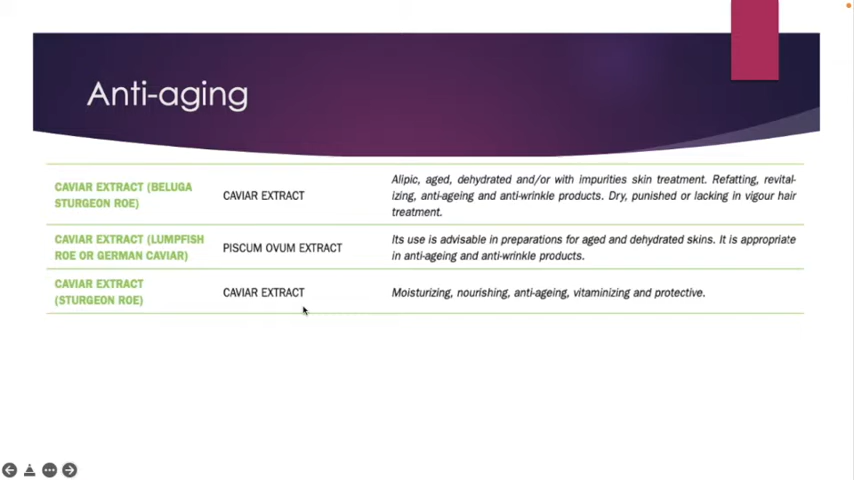 Anti-aging
CAVIAR EXTRACT (BELUGA
STURGEON ROE)
CAVIAR EXTRACT
Alipic, aged, dehydrated and/or with impurities skin treatment. Refatting, revital-
izing, anti-ageing and anti-wrinkle products. Dry, punished or lacking in vigour hair
treatment.
CAVIAR EXTRACT (LUMPFISH
ROE OR GERMAN CAVIAR)
PISCUM OVUM EXTRACT
Its use is advisable in preparations for aged and dehydrated skins. It is appropriate
in anti-ageing and anti-wrinkle products.
CAVIAR EXTRACT
(STURGEON ROE)
CAVIAR EXTRACT
Moisturizing, nourishing, anti-ageing, vitaminizing and protective.